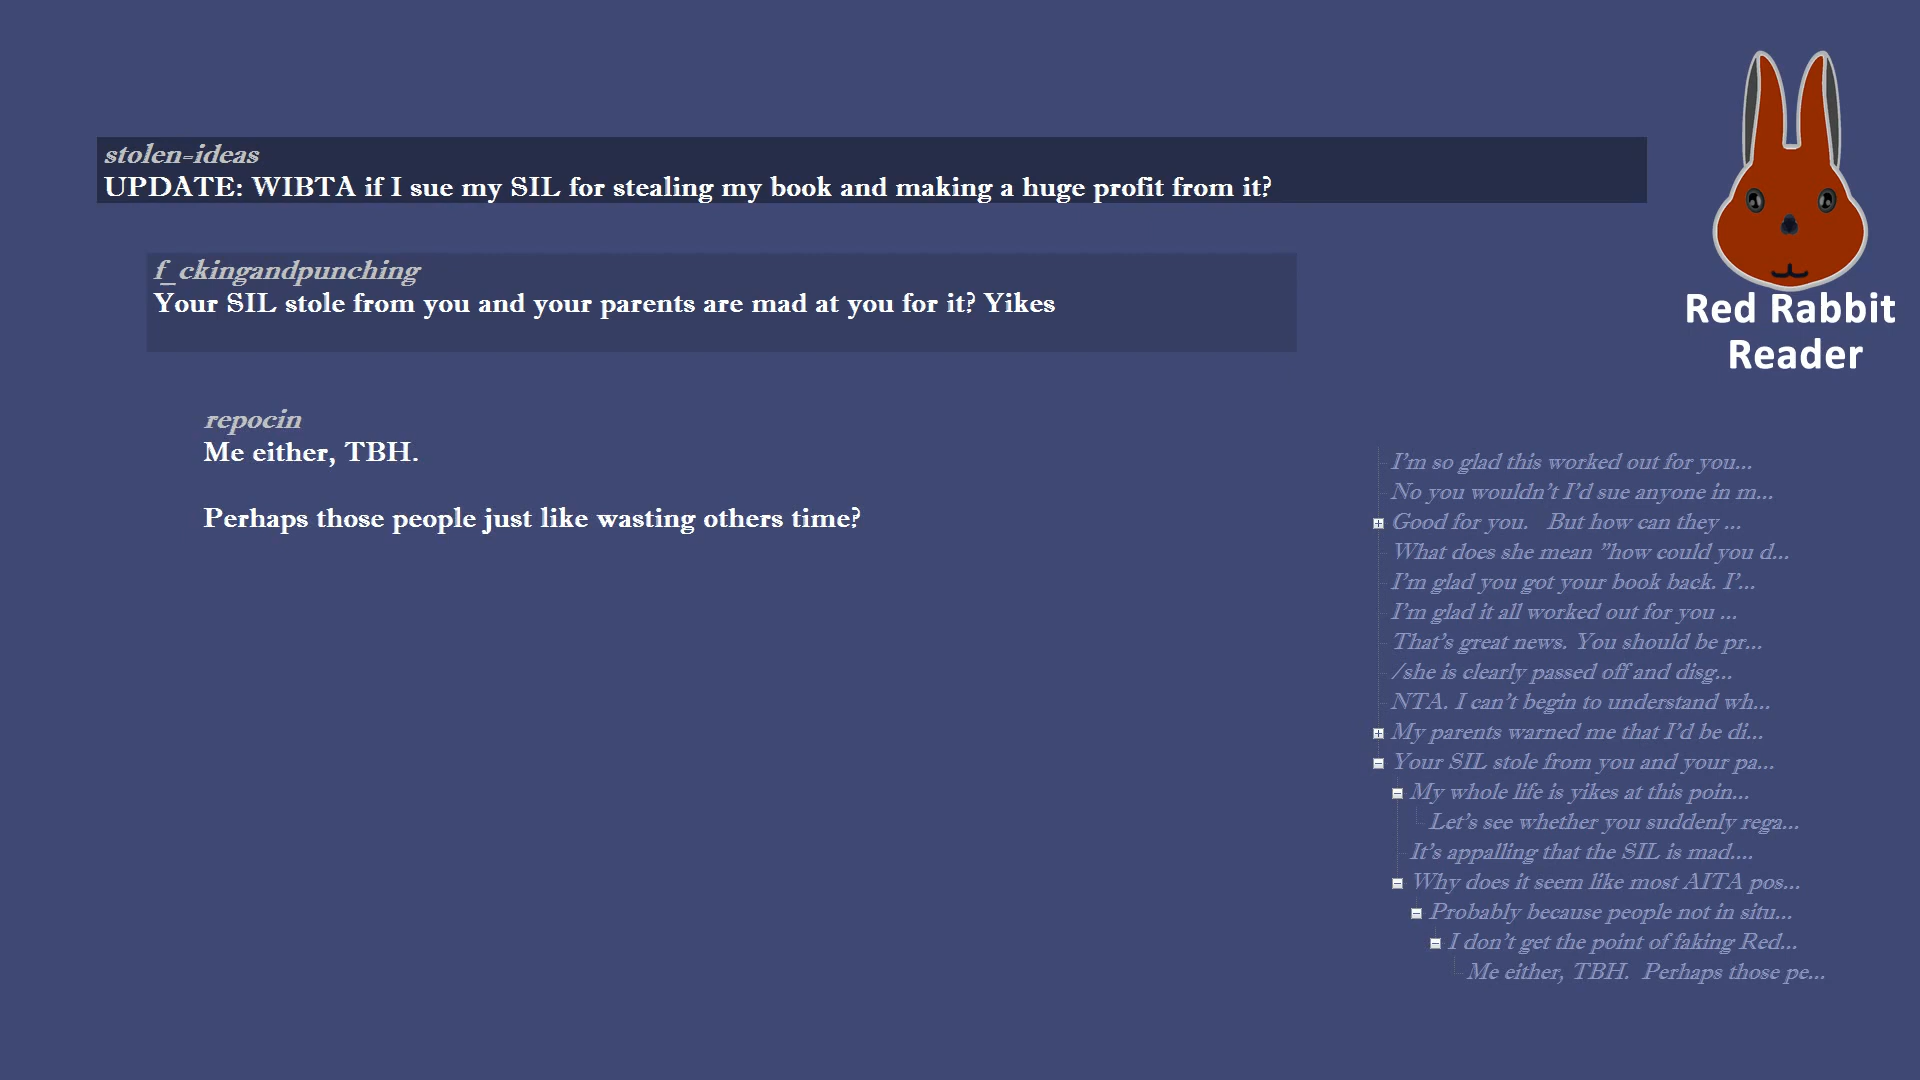 stolen-ideas
UPDATE: WIBTA if I sue my SIL for stealing my book and making a huge profit from it?
f_ckingandpunching
Your SIL stole from you and your parents are mad at you for it? Yikes
repocin
Me either, TBH.
Perhaps those people just like wasting others time?
Red Rabbit
Reader
I'm so glad this worked out for you...
No you wouldn't I'd sue anyone in m...
Good for you.   But how can they ...
What does she mean "how could you d...
I'm glad you got your book back. I'...
I'm glad it all worked out for you ...
That's great news. You should be pr...
/she is clearly passed off and disg...
NTA. I can't begin to understand wh...
My parents warned me that I'd be di...
Your SIL stole from you and your pa...
My whole life is yikes at this poin...
Let's see whether you suddenly rega...
It's appalling that the SIL is mad....
Why does it seem like most AITA pos...
Probably because people not in situ...
I don't get the point of faking Red...
Me either, TBH.  Perhaps those pe...